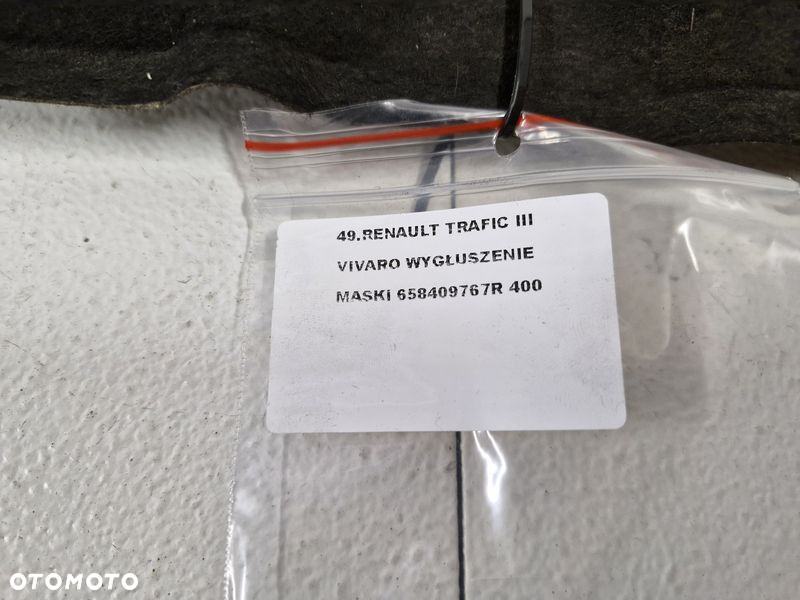 49.RENAULT TRAFIC III
VIVARO WYGŁUSZENIE
MASKI 658409767R 400
OTOMOTO